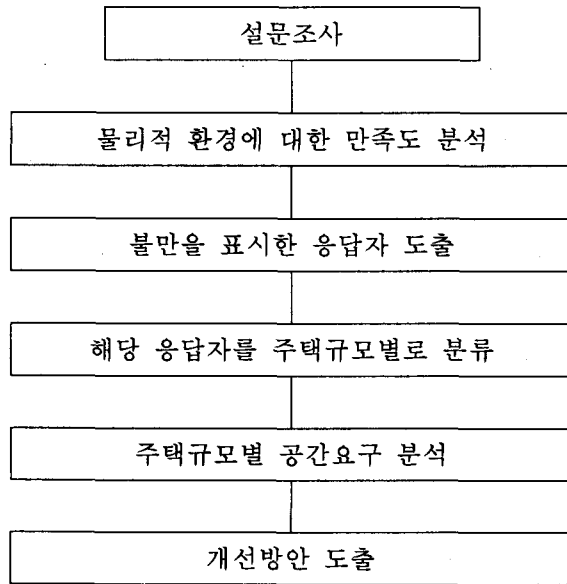 설문조사
물리적 환경에 대한 만족도 분석
불만을 표시한 응답자 도출
해당 응답자를 주택규모별로 분류
주택규모별 공간요구 분석
개선방안 도출